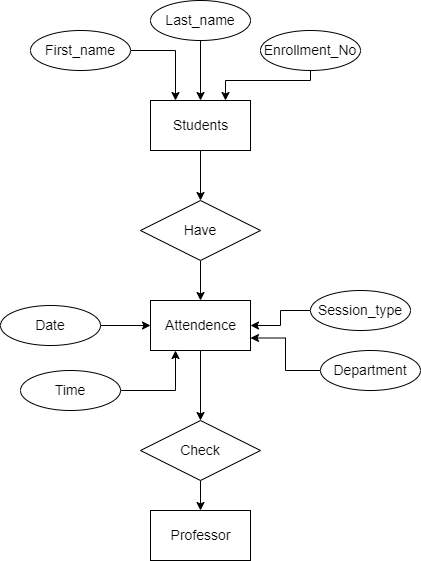 Last_name
First_name
Enrollment_No
Students
Have
Session_type
Date
Attendence
Department
Time
Check
Professor